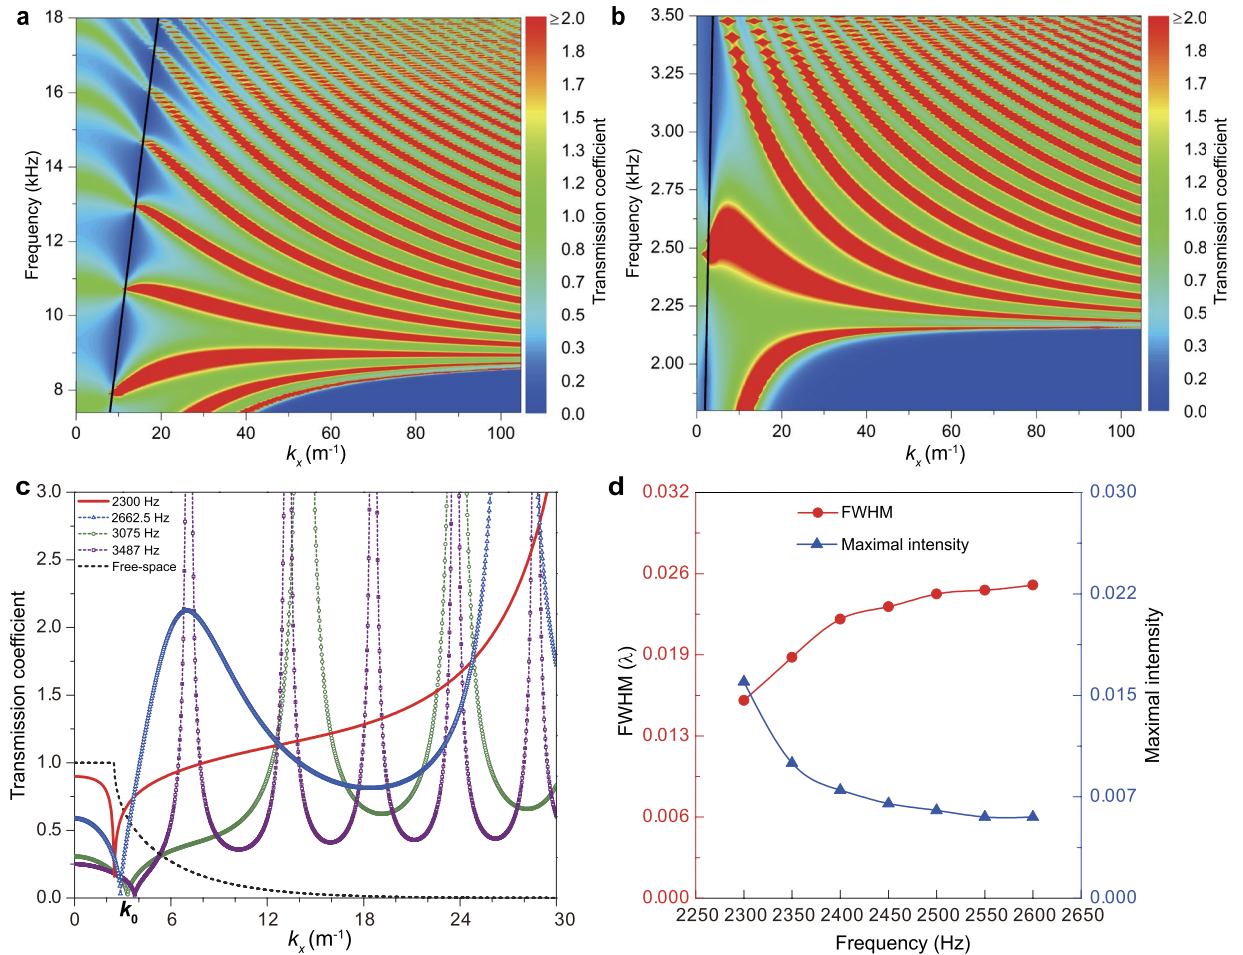 a
18
16
14
12
10
8
Frequency (kHz)
0 20 40 60 80 100
kx (m-1)
≥2.0
1.8
1.7
1.5
1.3
1.2
1.0
0.8
0.7
0.5
0.3
0.2
0.0
Transmission coefficient
b
3.50
3.25
3.00
2.75
2.50
2.25
2.00
Frequency (kHz)
0 20 40 60 80 100
kx (m-1)
≥2.0
1.8
1.7
1.5
1.3
1.2
1.0
0.8
0.7
0.5
0.3
0.2
0.0
Transmission coefficient
c
3.0
2.5
2.0
1.5
1.0
0.5
0.0
Transmission coefficient
2300 Hz
2662.5 Hz
3075 Hz
3487 Hz
Free-space
0 k0 6 12 18 24 30
kx (m-1)
d
0.032
0.026
0.019
0.013
0.006
0.000
FWHM (λ)
FWHM
Maximal intensity
0.030
0.022
0.015
0.007
0.000
Maximal intemsity
2250 2300 2350 2400 2450 2500 2550 2600 2650
Frequency (Hz)